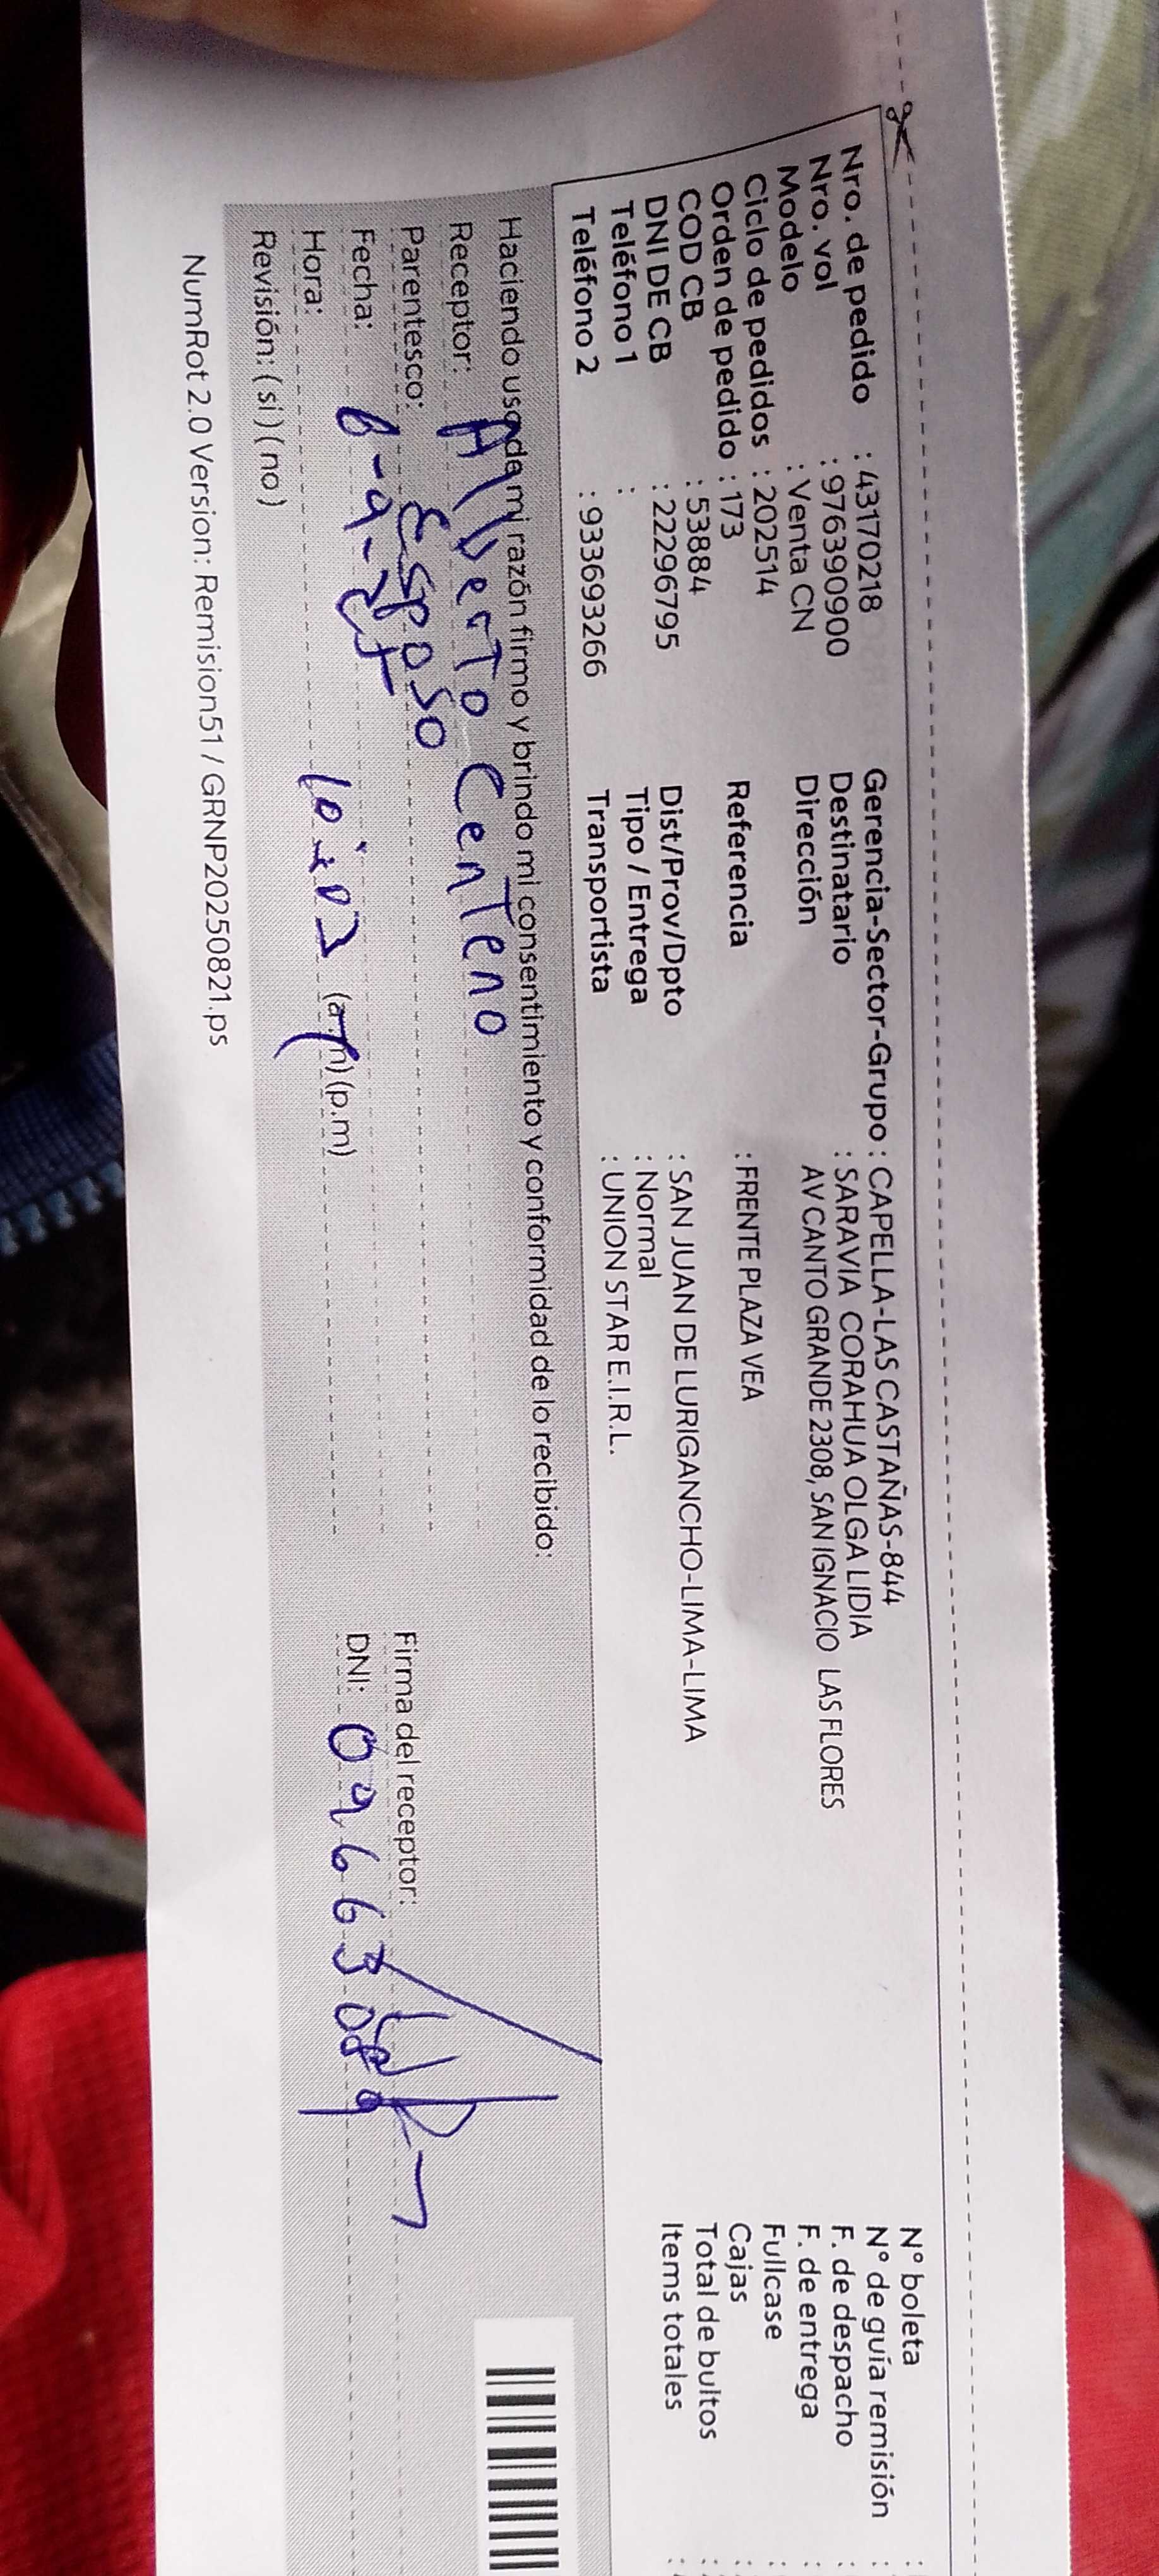 Nro. de pedido : 43170218
Nro. vol : 976390900
Modelo : Venta CN
Ciclo de pedidos : 202514
Orden de pedido : 173
COD CB : 53884
DNI DE CB : 22296795
Teléfono 1 :
Teléfono 2 : 933693266
Gerencia-Sector-Grupo : CAPELLA-LAS CASTAÑAS-844
Destinatario : SARAVIA CORAHUA OLGA LIDIA
Dirección AV CANTO GRANDE 2308, SAN IGNACIO LAS FLORES
Referencia : FRENTE PLAZA VEA
Dist/Prov/Dpto : SAN JUAN DE LURIGANCHO-LIMA-LIMA
Tipo / Entrega : Normal
Transportista : UNION STAR E.I.R.L.
N° boleta :
N° de guía remisión :
F. de despacho :
F. de entrega :
Fullcase :
Cajas :
Total de bultos :
Items totales :
Haciendo uso de mi razón firmo y brindo mi consentimiento y conformidad de lo recibido:
Receptor: Alberto Centeno
Parentesco: Esposo
Fecha:
Hora: (a.m) (p.m)
Revisión: (si) (no)
Firma del receptor:
DNI:
NumRot 2.0 Version: Remision51 / GRNP20250821.ps